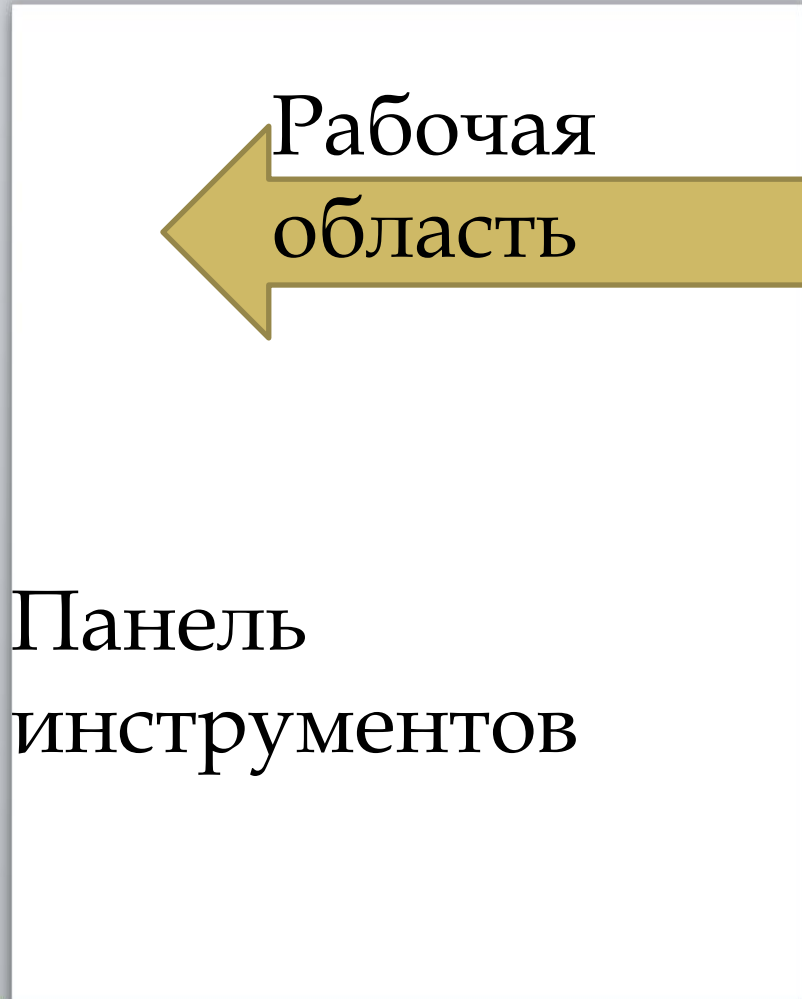 Рабочая
область
Панель
инструментов